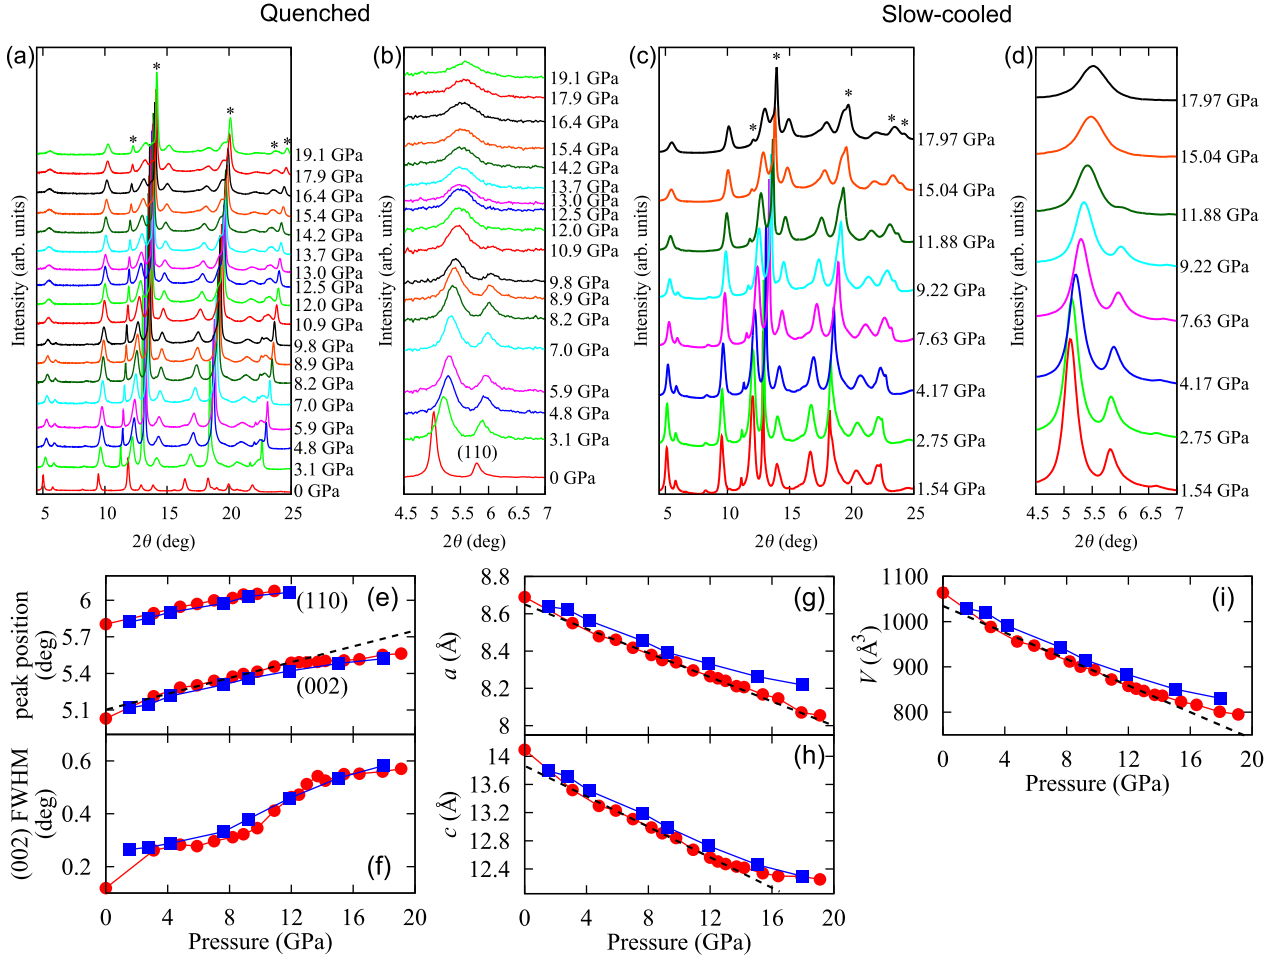 Quenched
Slow-cooled
(a)
Intensity (arb. units)
* * * * *
19.1 GPa
17.9 GPa
16.4 GPa
15.4 GPa
14.2 GPa
13.7 GPa
13.0 GPa
12.5 GPa
12.0 GPa
10.9 GPa
9.8 GPa
8.9 GPa
8.2 GPa
7.0 GPa
5.9 GPa
4.8 GPa
3.1 GPa
0 GPa
5 10 15 20 25
2θ (deg)
(b)
Intensity (arb. units)
19.1 GPa
17.9 GPa
16.4 GPa
15.4 GPa
14.2 GPa
13.7 GPa
13.0 GPa
12.5 GPa
12.0 GPa
10.9 GPa
9.8 GPa
8.9 GPa
8.2 GPa
7.0 GPa
5.9 GPa
4.8 GPa
3.1 GPa
(110)
0 GPa
4.5 5 5.5 6 6.5 7
2θ (deg)
(c)
Intensity (arb. units)
* * * * *
17.97 GPa
15.04 GPa
11.88 GPa
9.22 GPa
7.63 GPa
4.17 GPa
2.75 GPa
1.54 GPa
5 10 15 20 25
2θ (deg)
(d)
Intensity (arb. units)
17.97 GPa
15.04 GPa
11.88 GPa
9.22 GPa
7.63 GPa
4.17 GPa
2.75 GPa
1.54 GPa
4.5 5 5.5 6 6.5 7
2θ (deg)
(e)
peak position
(deg)
6
5.7
5.4
5.1
(110)
(002)
(f)
(002) FWHM
(deg)
0.6
0.4
0.2
0 4 8 12 16 20
Pressure (GPa)
(g)
a (Å)
8.8
8.6
8.4
8.2
8
(h)
c (Å)
14
13.6
13.2
12.8
12.4
0 4 8 12 16 20
Pressure (GPa)
(i)
V (Å³)
1100
1000
900
800
0 4 8 12 16 20
Pressure (GPa)